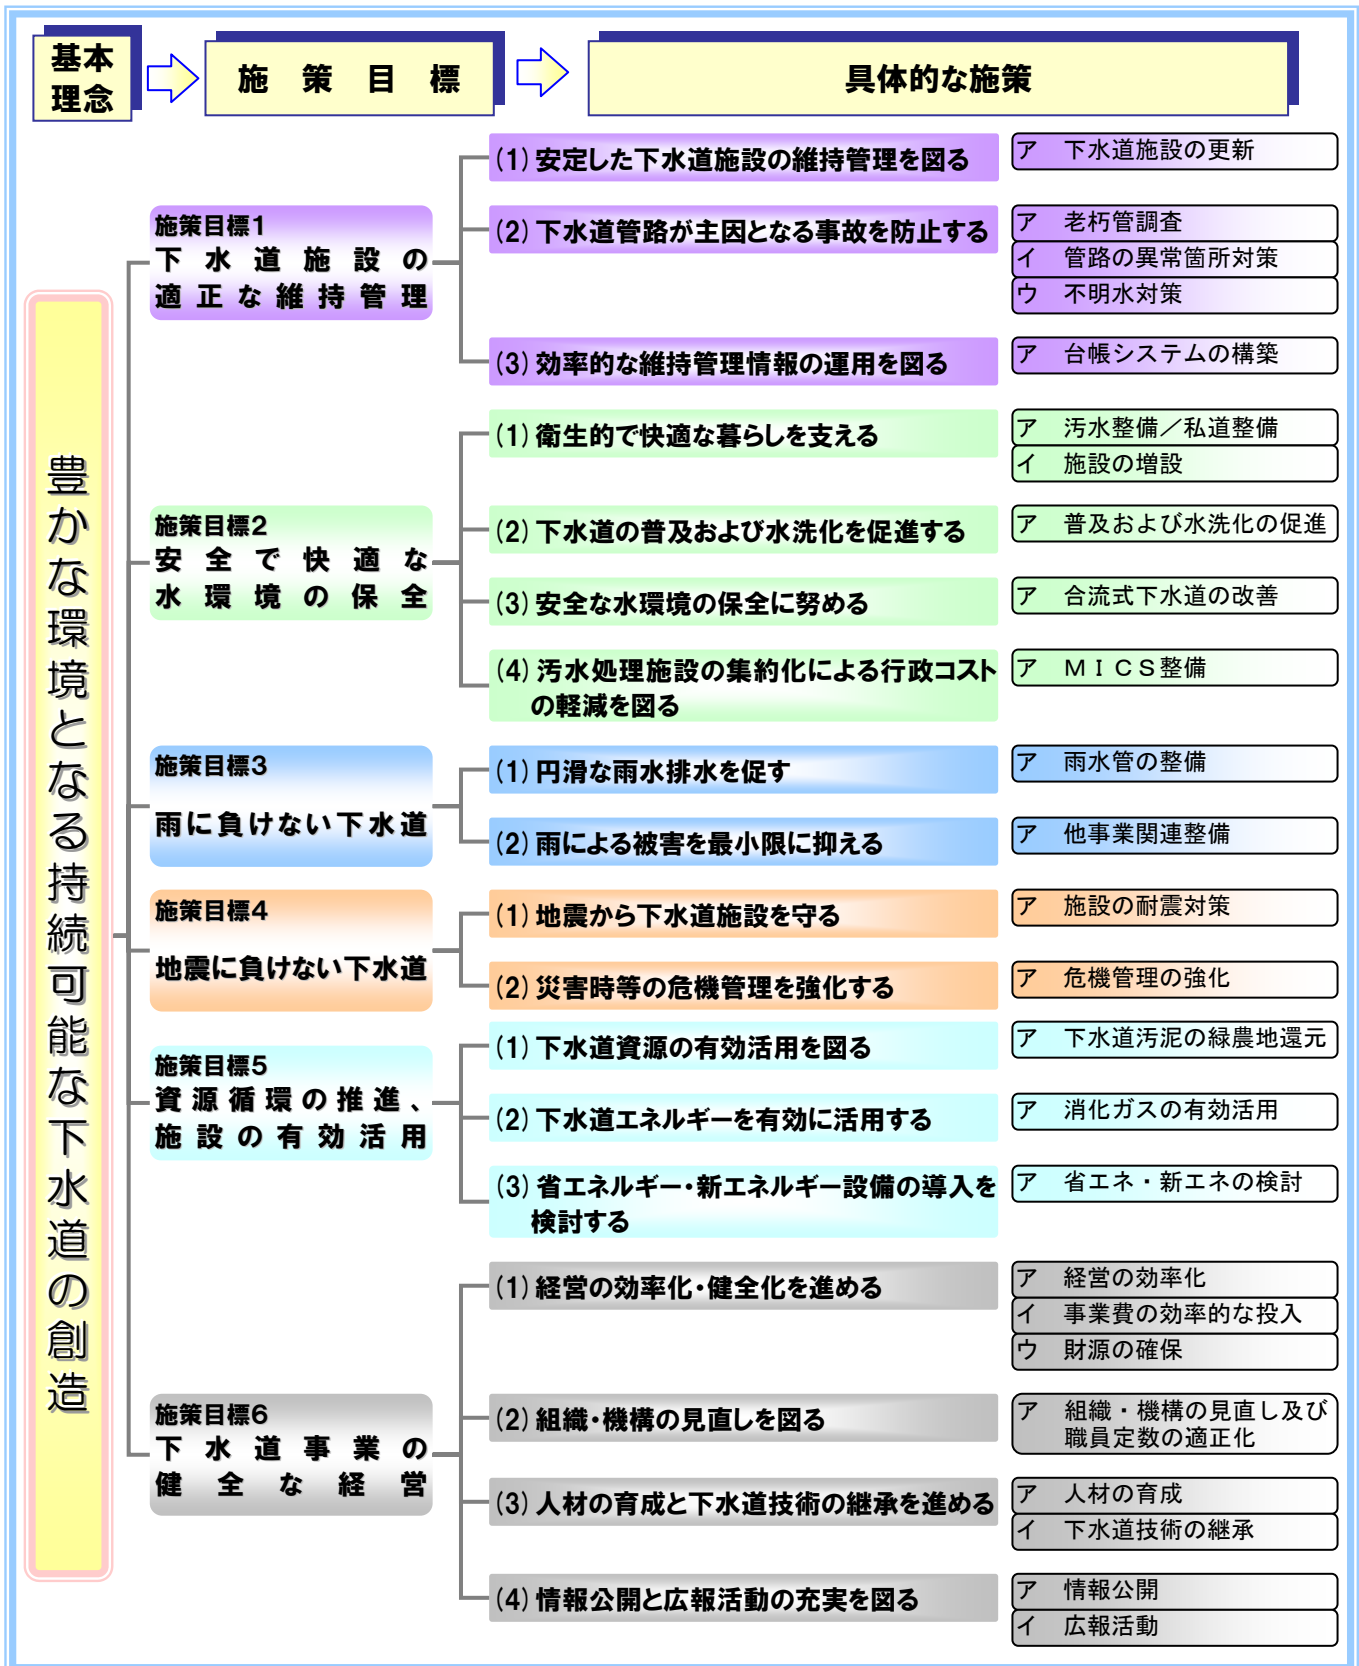 基本
理念
施策目標
具体的な施策
豊かな環境となる持続可能な下水道の創造
施策目標1
下水道施設の
適正な維持管理
(1)安定した下水道施設の維持管理を図る
ア 下水道施設の更新
(2)下水道管路が主因となる事故を防止する
ア 老朽管調査
イ 管路の異常箇所対策
ウ 不明水対策
(3)効率的な維持管理情報の運用を図る
ア 台帳システムの構築
施策目標2
安全で快適な
水環境の保全
(1)衛生的で快適な暮らしを支える
ア 汚水整備／私道整備
イ 施設の増設
(2)下水道の普及および水洗化を促進する
ア 普及および水洗化の促進
(3)安全な水環境の保全に努める
ア 合流式下水道の改善
(4)汚水処理施設の集約化による行政コスト
の軽減を図る
ア ＭＩＣＳ整備
施策目標3
雨に負けない下水道
(1)円滑な雨水排水を促す
ア 雨水管の整備
(2)雨による被害を最小限に抑える
ア 他事業関連整備
施策目標4
地震に負けない下水道
(1)地震から下水道施設を守る
ア 施設の耐震対策
(2)災害時等の危機管理を強化する
ア 危機管理の強化
施策目標5
資源循環の推進、
施設の有効活用
(1)下水道資源の有効活用を図る
ア 下水道汚泥の緑農地還元
(2)下水道エネルギーを有効に活用する
ア 消化ガスの有効活用
(3)省エネルギー・新エネルギー設備の導入を
検討する
ア 省エネ・新エネの検討
施策目標6
下水道事業の
健全な経営
(1)経営の効率化・健全化を進める
ア 経営の効率化
イ 事業費の効率的な投入
ウ 財源の確保
(2)組織・機構の見直しを図る
ア 組織・機構の見直し及び
職員定数の適正化
(3)人材の育成と下水道技術の継承を進める
ア 人材の育成
イ 下水道技術の継承
(4)情報公開と広報活動の充実を図る
ア 情報公開
イ 広報活動